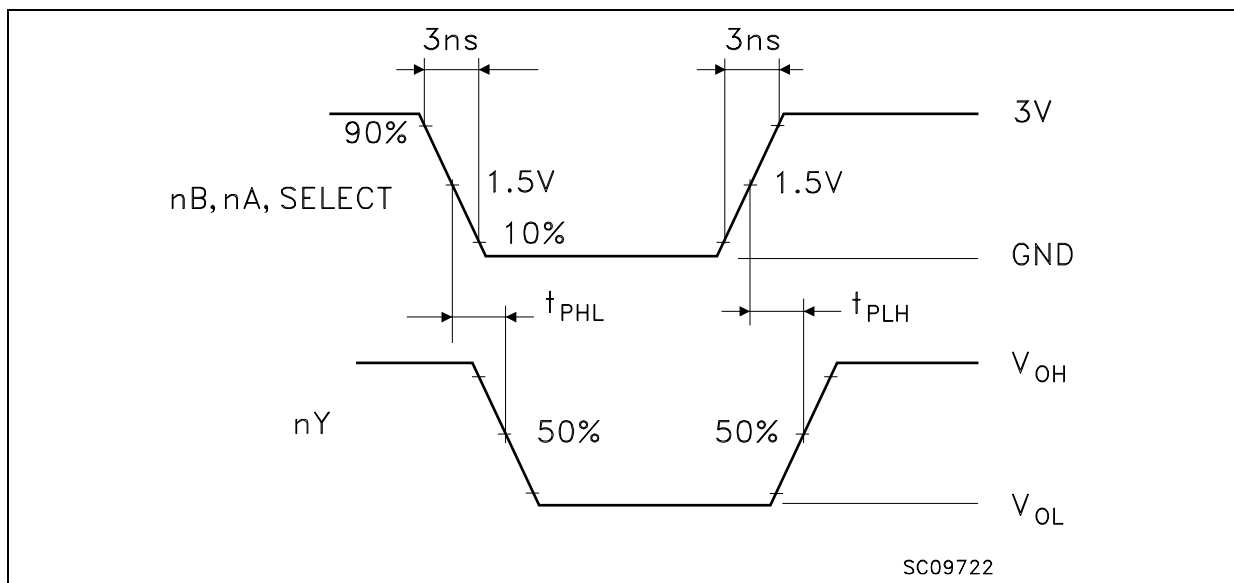 3ns 3ns
3V
90%
1.5V 1.5V
nB, nA, SELECT
10%
GND
tPHL tPLH
VOH
nY 50% 50%
VOL
SC09722